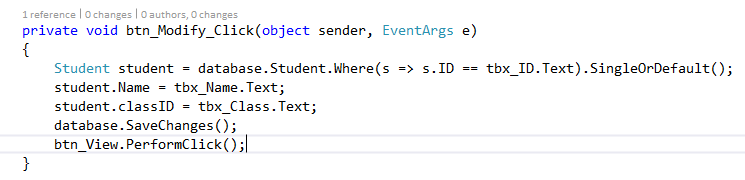 1 reference | 0 changes | 0 authors, 0 changes
private void btn_Modify_Click(object sender, EventArgs e)
{
    Student student = database.Student.Where(s => s.ID == tbx_ID.Text).SingleOrDefault();
    student.Name = tbx_Name.Text;
    student.classID = tbx_Class.Text;
    database.SaveChanges();
    btn_View.PerformClick();
}